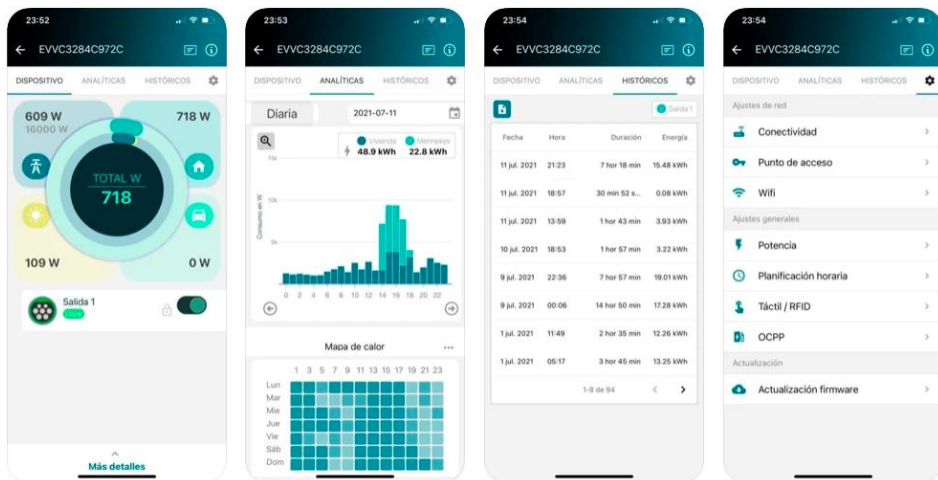 23:52
EVVC3284C972C
DISPOSITIVO ANALÍTICAS HISTÓRICOS
609 W 718 W
16000 W
TOTAL W
718
109 W 0 W
Salida 1
Más detalles
23:53
EVVC3284C972C
DISPOSITIVO ANALÍTICAS HISTÓRICOS
Diaria 2021-07-11
Vivienda Mennekes
48.9 kWh 22.8 kWh
15k
10k
5k
Consumo en W
0 2 4 6 8 10 12 14 16 18 20 22
Mapa de calor ...
1 3 5 7 9 11 13 15 17 19 21 23
Lun
Mar
Mie
Jue
Vie
Sáb
Dom
23:54
EVVC3284C972C
DISPOSITIVO ANALÍTICAS HISTÓRICOS
Salida 1
Fecha Hora Duración Energía
11 jul. 2021 21:23 7 hor 18 min 15.48 kWh
11 jul. 2021 18:57 30 min 52 s... 0.08 kWh
11 jul. 2021 13:59 1 hor 43 min 3.93 kWh
10 jul. 2021 18:53 1 hor 57 min 3.22 kWh
9 jul. 2021 22:36 7 hor 57 min 19.01 kWh
9 jul. 2021 00:06 14 hor 50 min 17.28 kWh
1 jul. 2021 11:49 2 hor 35 min 12.26 kWh
1 jul. 2021 05:17 3 hor 45 min 13.25 kWh
1-8 de 94
23:54
EVVC3284C972C
DISPOSITIVO ANALÍTICAS HISTÓRICOS
Ajustes de red
Conectividad
Punto de acceso
Wifi
Ajustes generales
Potencia
Planificación horaria
Táctil / RFID
OCPP
Actualización
Actualización firmware